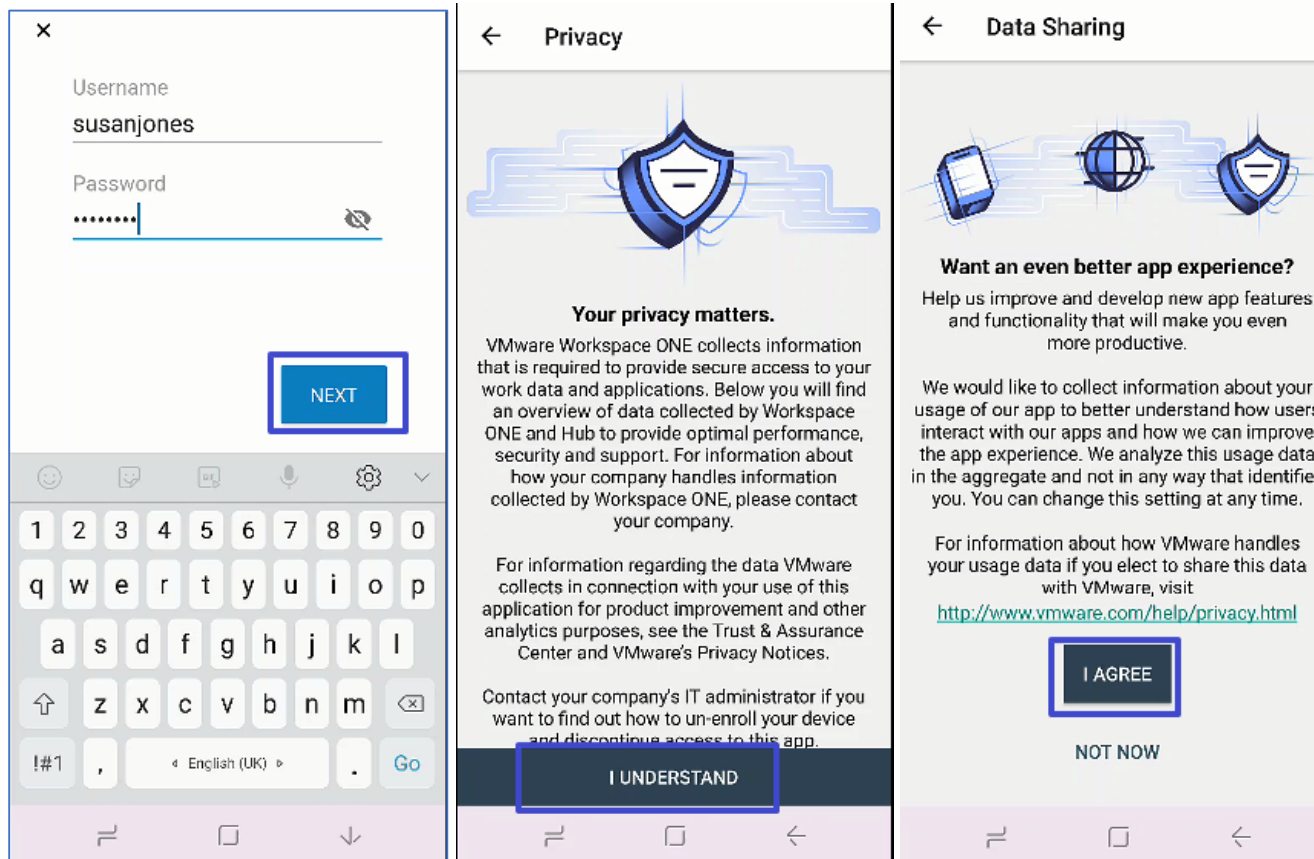 Username
susanjones
Password
••••••••
NEXT
1 2 3 4 5 6 7 8 9 0
q w e r t y u i o p
a s d f g h j k l
z x c v b n m
!#1 , English (UK) . Go
Privacy
Your privacy matters.
VMware Workspace ONE collects information
that is required to provide secure access to your
work data and applications. Below you will find
an overview of data collected by Workspace
ONE and Hub to provide optimal performance,
security and support. For information about
how your company handles information
collected by Workspace ONE, please contact
your company.
For information regarding the data VMware
collects in connection with your use of this
application for product improvement and other
analytics purposes, see the Trust & Assurance
Center and VMware's Privacy Notices.
Contact your company's IT administrator if you
want to find out how to un-enroll your device
and discontinue access to this app.
I UNDERSTAND
Data Sharing
Want an even better app experience?
Help us improve and develop new app features
and functionality that will make you even
more productive.
We would like to collect information about your
usage of our app to better understand how users
interact with our apps and how we can improve
the app experience. We analyze this usage data
in the aggregate and not in any way that identifie
you. You can change this setting at any time.
For information about how VMware handles
your usage data if you elect to share this data
with VMware, visit
http://www.vmware.com/help/privacy.html
I AGREE
NOT NOW